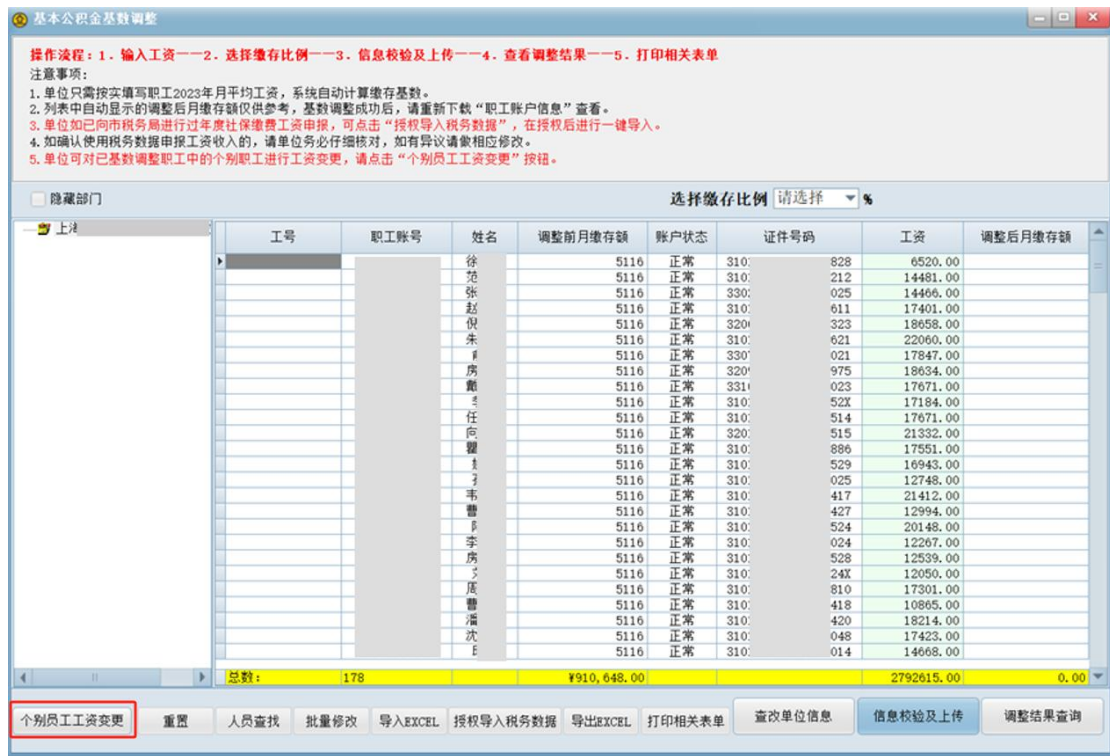 基本公积金基数调整
操作流程：1. 输入工资——2. 选择缴存比例——3. 信息校验及上传——4. 查看调整结果——5. 打印相关表单
注意事项：
1. 单位只需按实填写职工2023年月平均工资，系统自动计算缴存基数。
2. 列表中自动显示的调整后月缴存额仅供参考，基数调整成功后，请重新下载“职工账户信息”查看。
3. 单位如已向市税务局进行过年度社保缴费工资申报，可点击“授权导入税务数据”，在授权后进行一键导入。
4. 如确认使用税务数据申报工资收入的，请单位务必仔细核对，如有异议请做相应修改。
5. 单位可对已基数调整职工中的个别职工进行工资变更，请点击“个别员工工资变更”按钮。
隐藏部门 选择缴存比例 请选择 %
上海
工号 职工账号 姓名 调整前月缴存额 账户状态 证件号码 工资 调整后月缴存额
徐 5116 正常 310 828 6520.00
范 5116 正常 310 212 14481.00
张 5116 正常 330 025 14466.00
赵 5116 正常 310 611 17401.00
倪 5116 正常 320 323 18658.00
朱 5116 正常 310 621 22060.00
5116 正常 330 021 17847.00
房 5116 正常 320 975 18634.00
戴 5116 正常 331 023 17671.00
5116 正常 310 52X 17184.00
任 5116 正常 310 514 17671.00
向 5116 正常 320 515 21332.00
瞿 5116 正常 310 886 17551.00
5116 正常 310 529 16943.00
5116 正常 310 025 12748.00
韦 5116 正常 310 417 21412.00
曹 5116 正常 310 427 12994.00
5116 正常 310 524 20148.00
李 5116 正常 310 024 12267.00
房 5116 正常 310 528 12539.00
5116 正常 310 24X 12050.00
周 5116 正常 310 810 17301.00
曹 5116 正常 310 418 10865.00
潘 5116 正常 310 420 18214.00
沈 5116 正常 310 048 17423.00
5116 正常 310 014 14668.00
总数： 178 ¥910,648.00 2792615.00 0.00
个别员工工资变更 重置 人员查找 批量修改 导入EXCEL 授权导入税务数据 导出EXCEL 打印相关表单 查改单位信息 信息校验及上传 调整结果查询